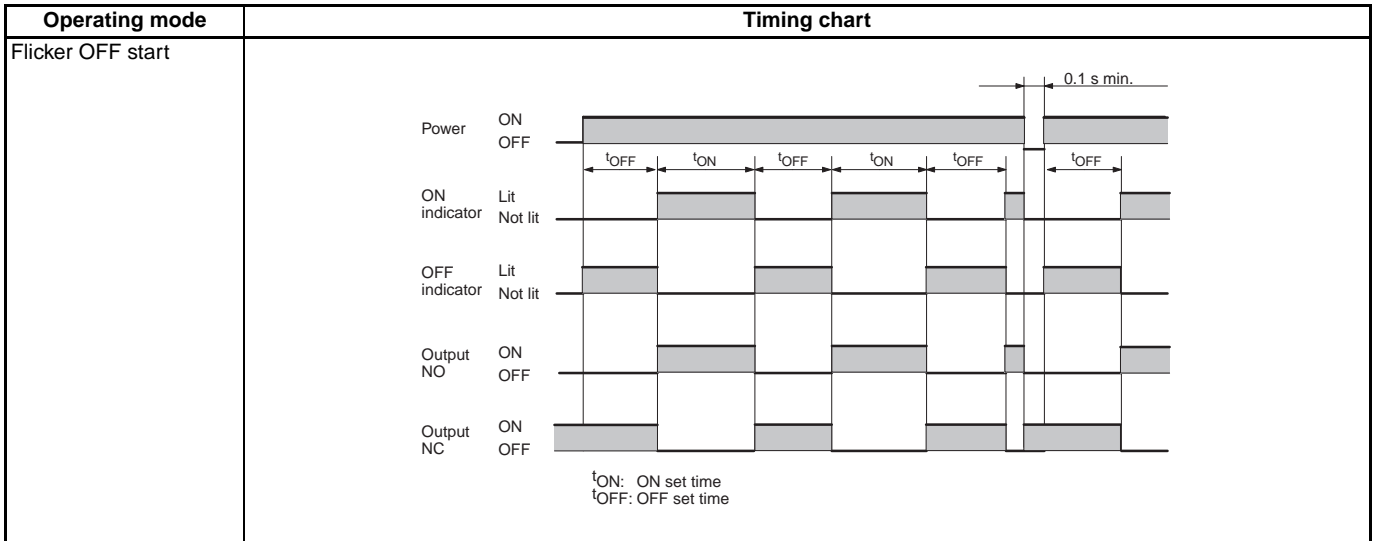 Operating mode
Timing chart
Flicker OFF start
0.1 s min.
Power
ON
OFF
tOFF
tON
tOFF
tON
tOFF
tOFF
ON
indicator
Lit
Not lit
OFF
indicator
Lit
Not lit
Output
NO
ON
OFF
Output
NC
ON
OFF
tON: ON set time
tOFF: OFF set time